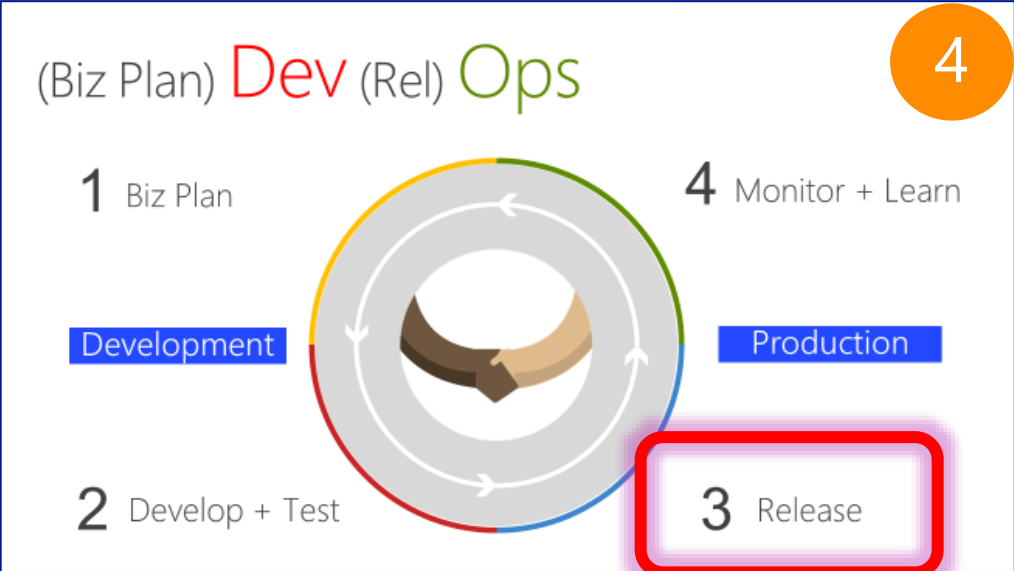 (Biz Plan) Dev (Rel) Ops
4
1 Biz Plan
4 Monitor + Learn
Development
Production
2 Develop + Test
3 Release